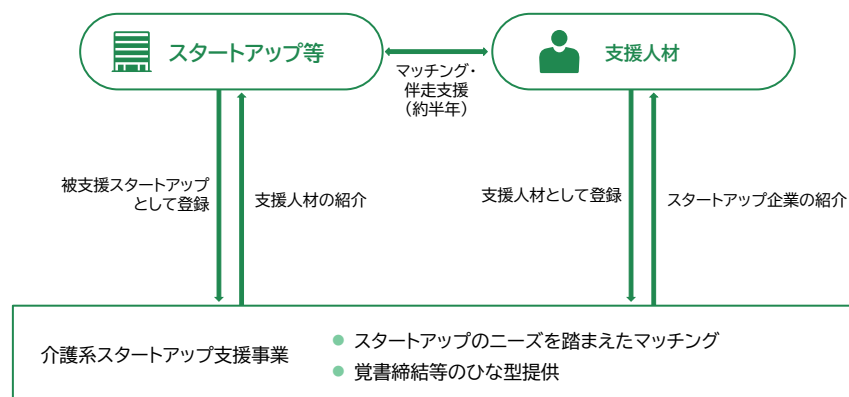 スタートアップ等
支援人材
マッチング・
伴走支援
（約半年）
被支援スタートアップ
として登録
支援人材の紹介
支援人材として登録
スタートアップ企業の紹介
介護系スタートアップ支援事業
スタートアップのニーズを踏まえたマッチング
覚書締結等のひな型提供